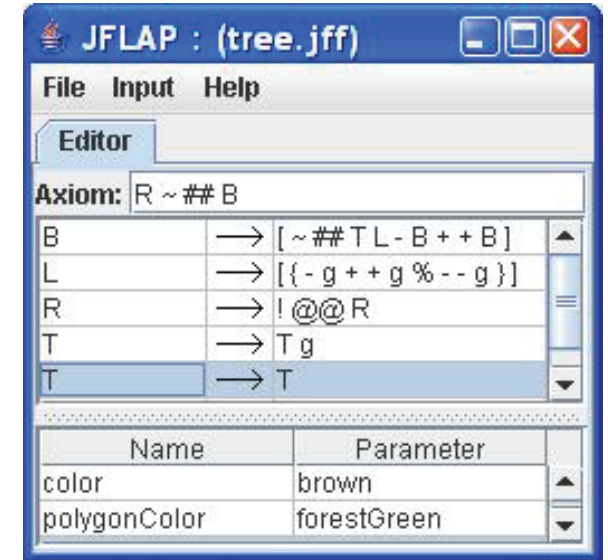 JFLAP : (tree.jff)
File Input Help
Editor
Axiom: R ~ ## B
B → [ ~ ## T L - B + + B ]
L → [ { - g + + g % - - g } ]
R → ! @@ R
T → T g
T → T
Name Parameter
color brown
polygonColor forestGreen